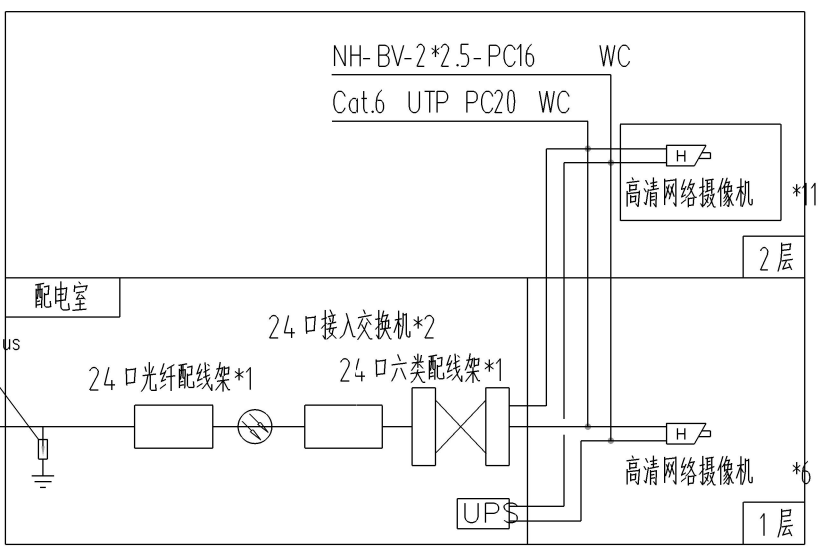 NH-BV-2*2.5-PC16 WC
Cat.6 UTP PC20 WC
H
高清网络摄像机 *11
2层
配电室
24口接入交换机*2
us
24口光纤配线架*1
24口六类配线架*1
H
高清网络摄像机 *6
UPS
1层